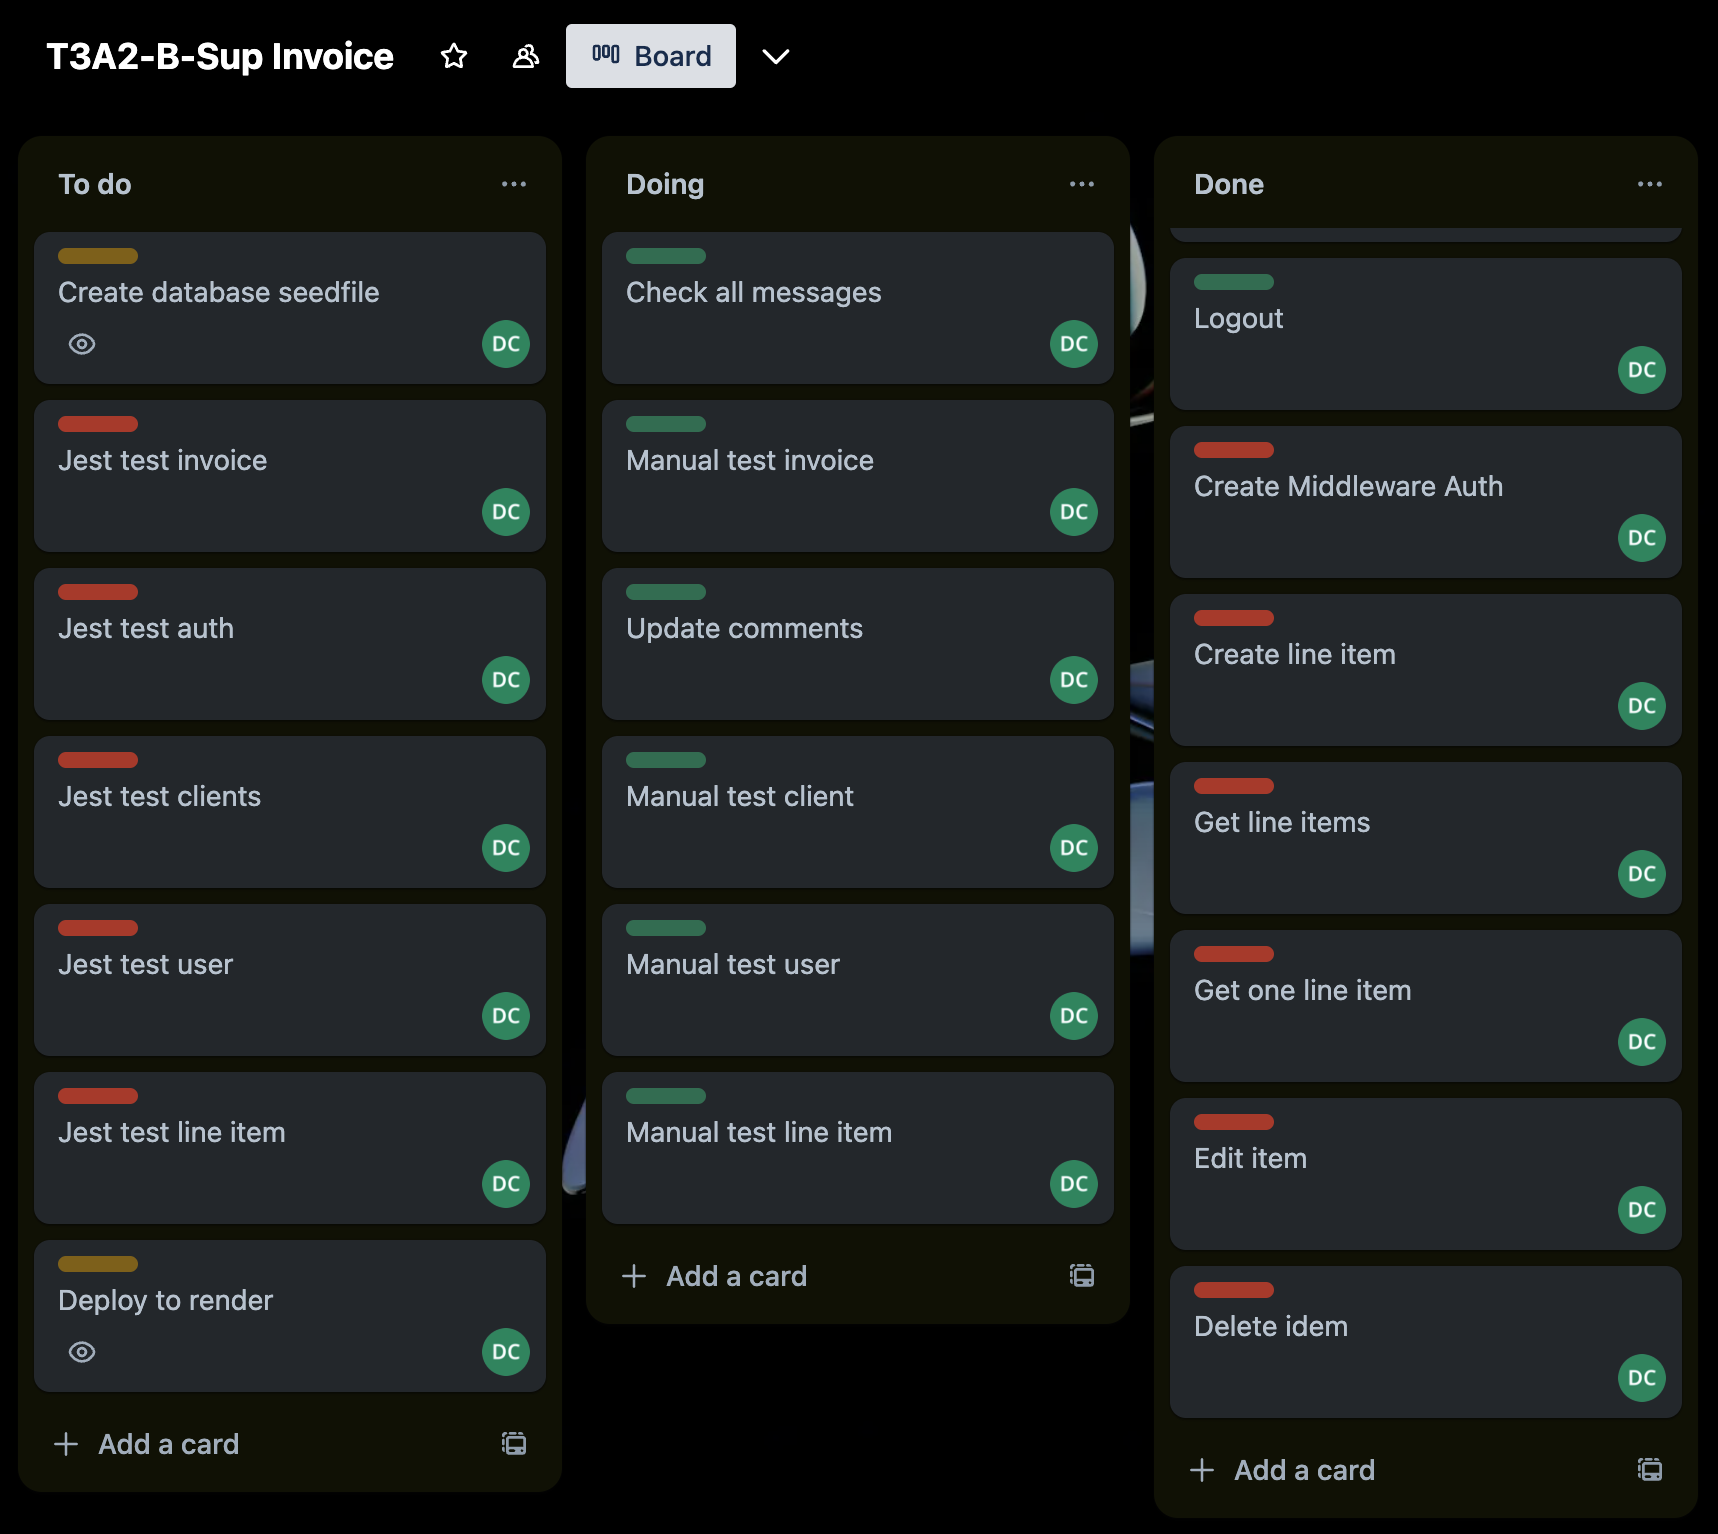 T3A2-B-Sup Invoice
Board
To do
Create database seedfile
DC
Jest test invoice
DC
Jest test auth
DC
Jest test clients
DC
Jest test user
DC
Jest test line item
DC
Deploy to render
DC
Add a card
Doing
Check all messages
DC
Manual test invoice
DC
Update comments
DC
Manual test client
DC
Manual test user
DC
Manual test line item
DC
Add a card
Done
Logout
DC
Create Middleware Auth
DC
Create line item
DC
Get line items
DC
Get one line item
DC
Edit item
DC
Delete idem
DC
Add a card